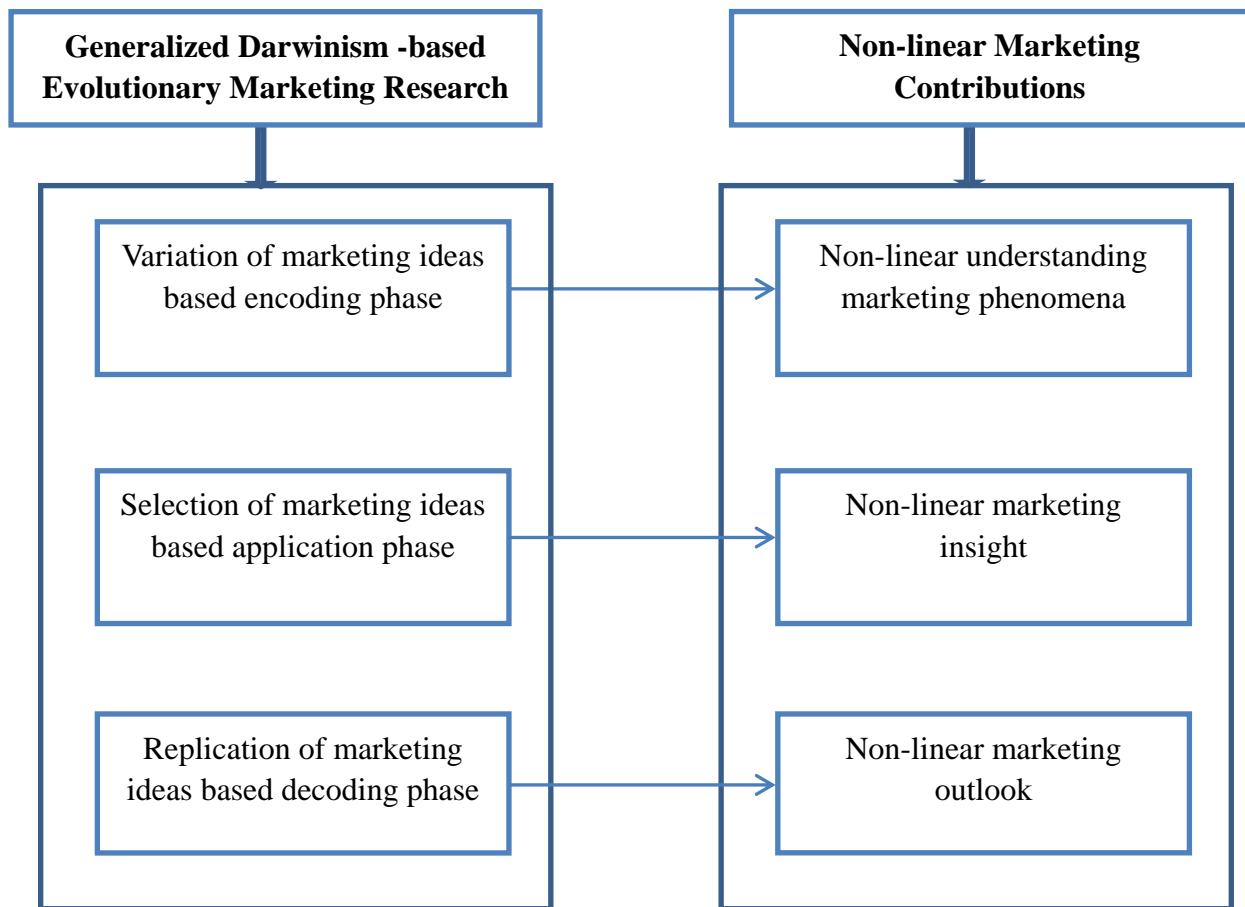 Generalized Darwinism -based
Evolutionary Marketing Research
Non-linear Marketing
Contributions
Variation of marketing ideas
based encoding phase
Non-linear understanding
marketing phenomena
Selection of marketing ideas
based application phase
Non-linear marketing
insight
Replication of marketing
ideas based decoding phase
Non-linear marketing
outlook